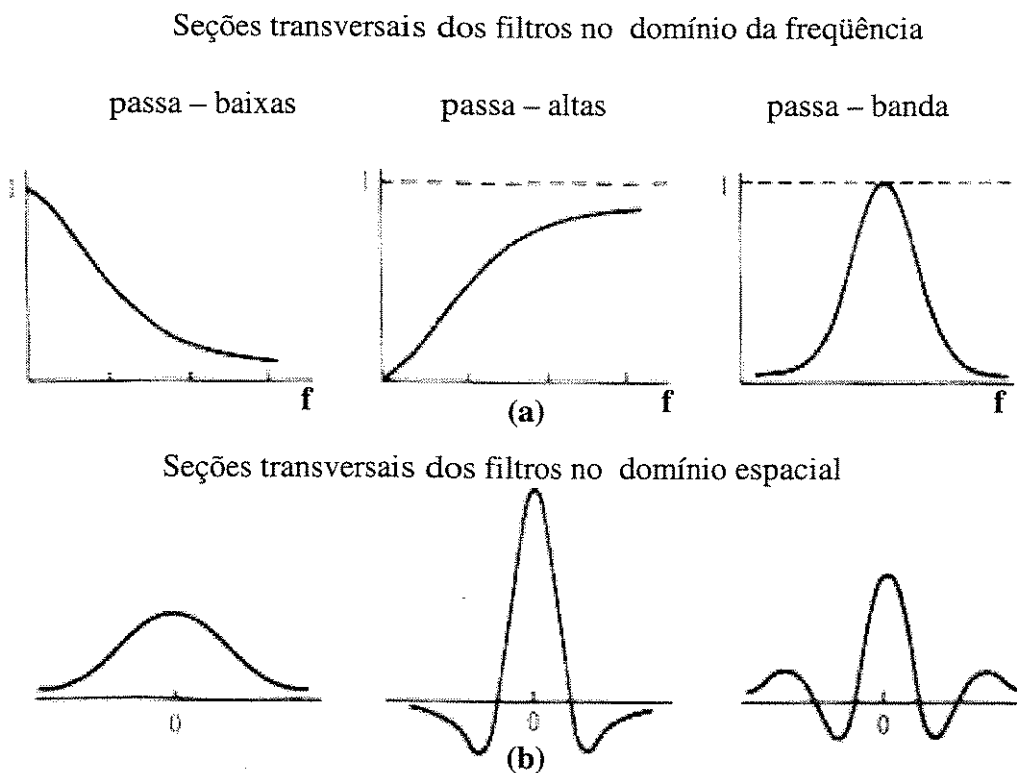 Seções transversais dos filtros no domínio da freqüência
passa – baixas passa – altas passa – banda
f f f
(a)
Seções transversais dos filtros no domínio espacial
0 0 0
(b)